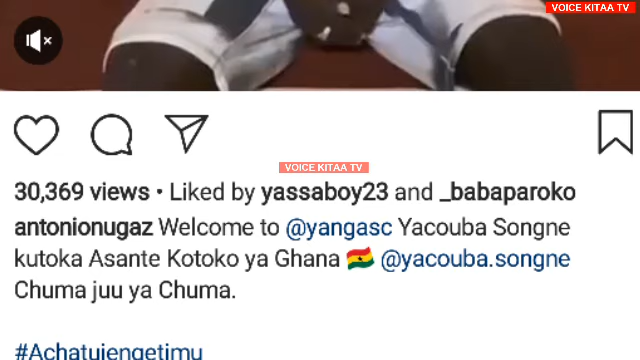 VOICE KITAA TV
VOICE KITAA TV
30,369 views • Liked by yassaboy23 and _babaparoko
antonionugaz Welcome to @yangasc Yacouba Songne
kutoka Asante Kotoko ya Ghana 🇬🇭 @yacouba.songne
Chuma juu ya Chuma.
#Achatujengetimu